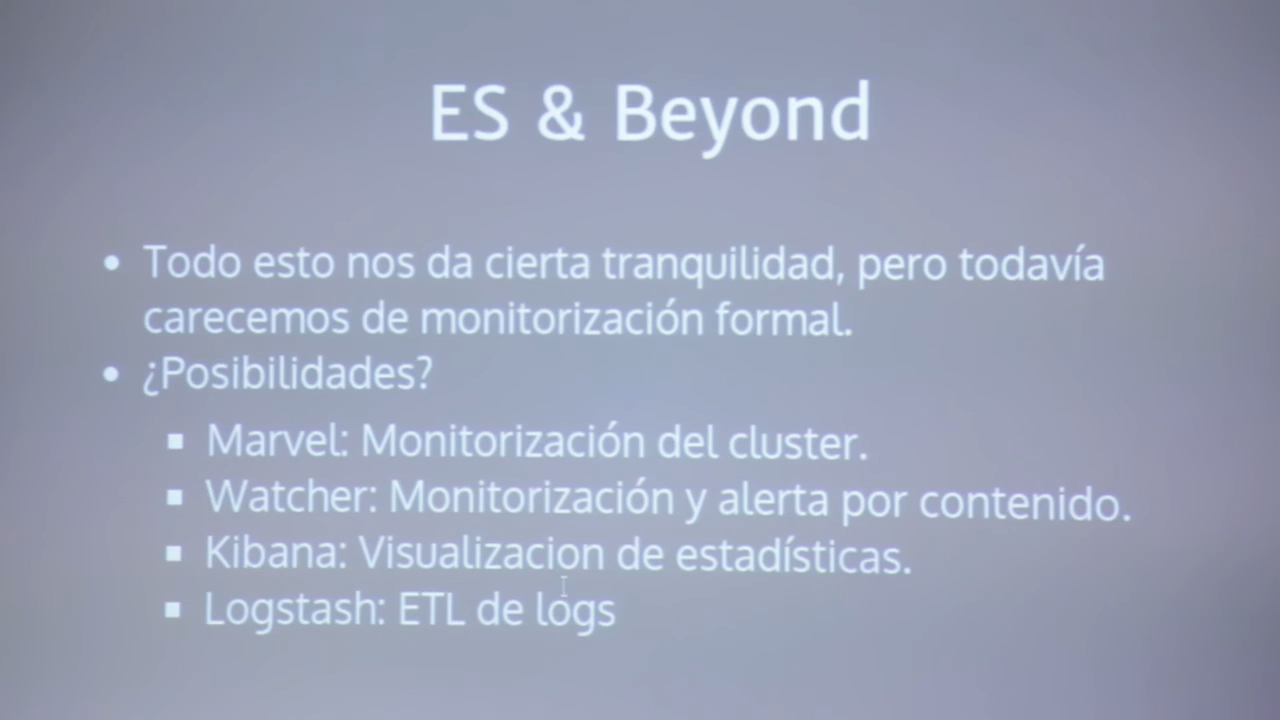 ES & Beyond
• Todo esto nos da cierta tranquilidad, pero todavía
carecemos de monitorización formal.
• ¿Posibilidades?
▪ Marvel: Monitorización del cluster.
▪ Watcher: Monitorización y alerta por contenido.
▪ Kibana: Visualizacion de estadísticas.
▪ Logstash: ETL de logs